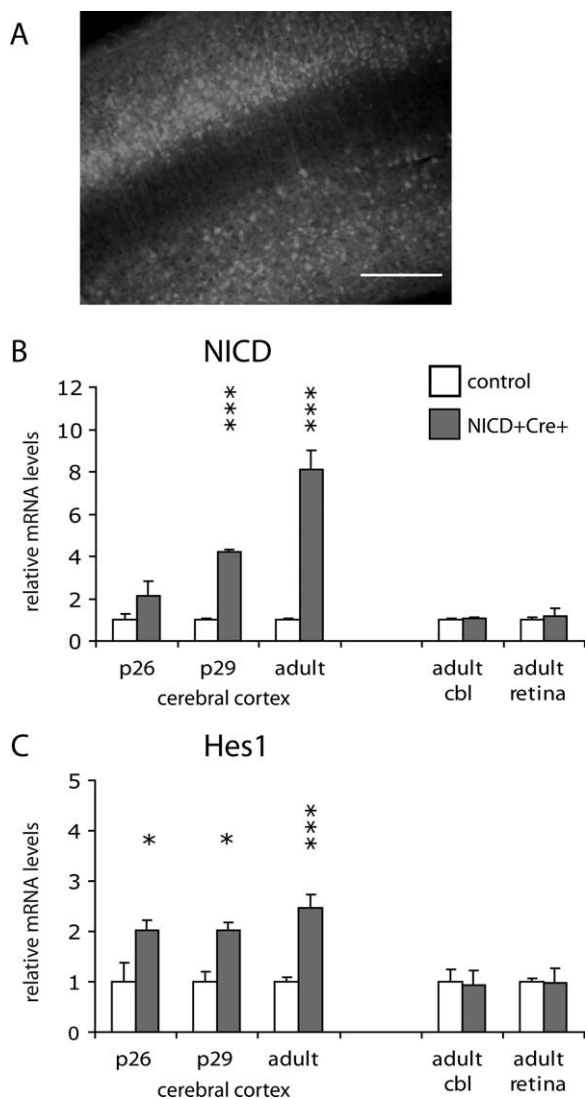 A
B
NICD
control
NICD+Cre+
relative mRNA levels
12
10
8
6
4
2
0
***
***
p26
p29
adult
adult
adult
cerebral cortex
cbl
retina
C
Hes1
relative mRNA levels
5
4
3
2
1
0
*
*
***
p26
p29
adult
adult
adult
cerebral cortex
cbl
retina